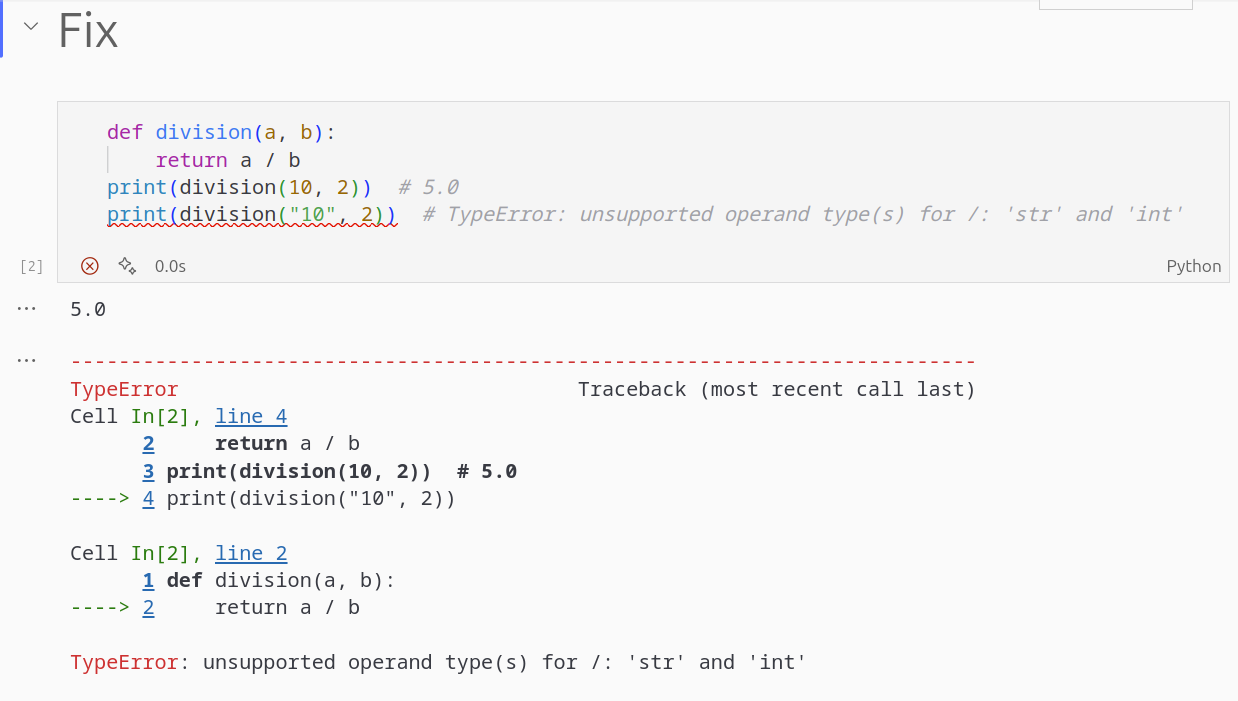 Fix
def division(a, b):
    return a / b
print(division(10, 2))  # 5.0
print(division("10", 2))  # TypeError: unsupported operand type(s) for /: 'str' and 'int'
[2] 0.0s Python
... 5.0
... ---------------------------------------------------------------------------
TypeError                                 Traceback (most recent call last)
Cell In[2], line 4
      2     return a / b
      3 print(division(10, 2))  # 5.0
----> 4 print(division("10", 2))
Cell In[2], line 2
      1 def division(a, b):
----> 2     return a / b
TypeError: unsupported operand type(s) for /: 'str' and 'int'